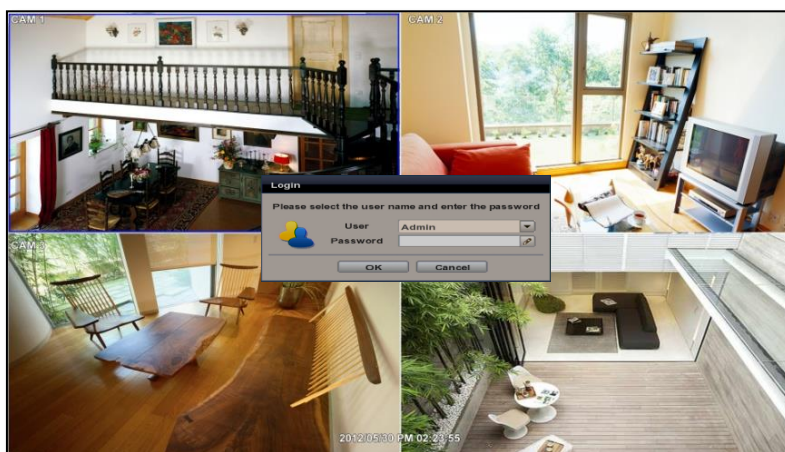 CAM 1
CAM 2
Login
Please select the user name and enter the password
User
Admin
Password
OK
Cancel
CAM 3
2012/05/30 PM 02:23:55